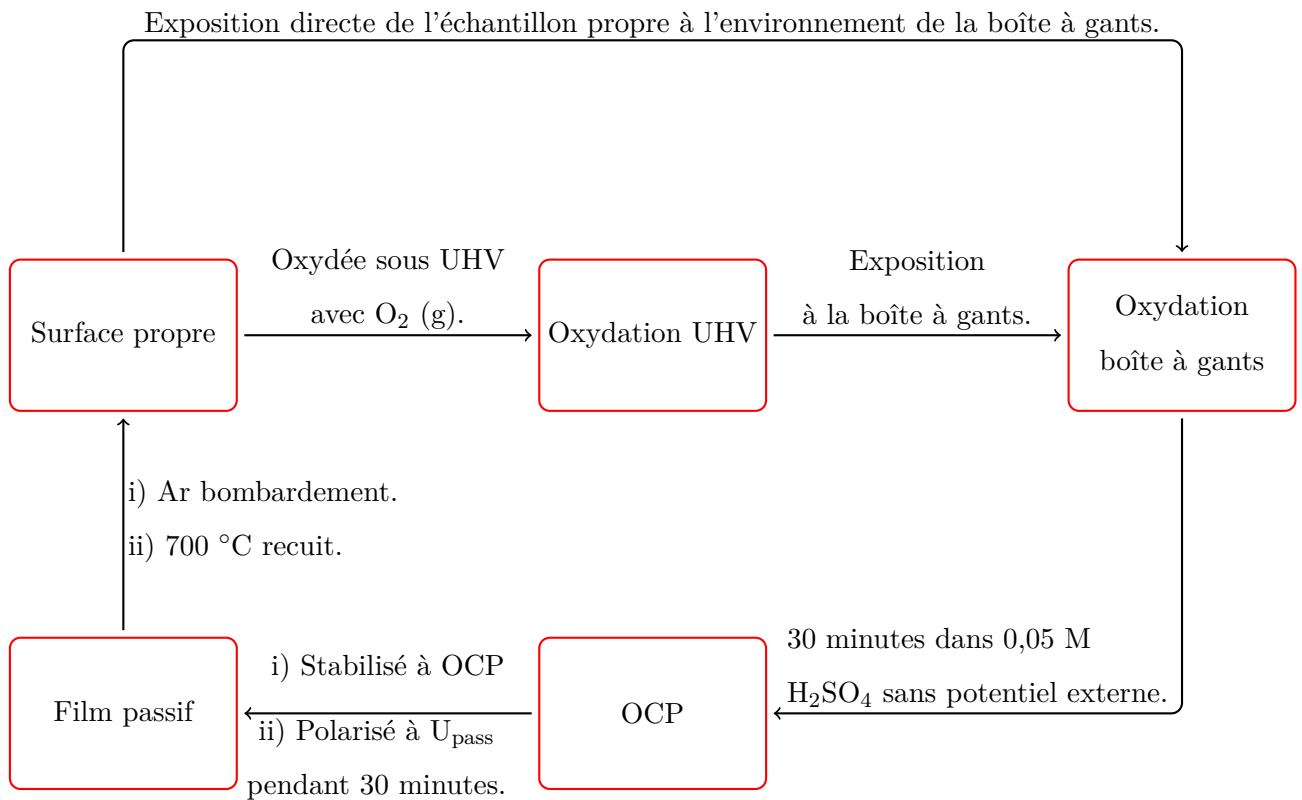 Exposition directe de l'échantillon propre à l'environnement de la boîte à gants.
Surface propre
Oxydée sous UHV
avec O₂ (g).
Oxydation UHV
Exposition
à la boîte à gants.
Oxydation
boîte à gants
i) Ar bombardement.
ii) 700 °C recuit.
Film passif
i) Stabilisé à OCP
ii) Polarisé à Upass
pendant 30 minutes.
OCP
30 minutes dans 0,05 M
H₂SO₄ sans potentiel externe.